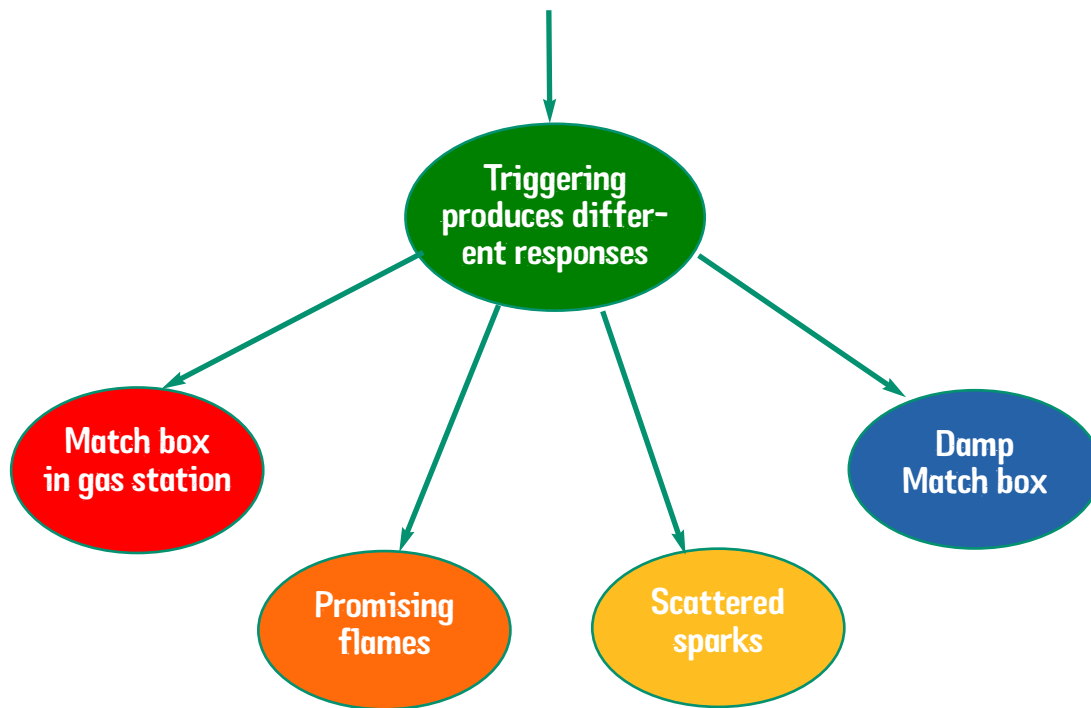 Triggering
produces differ-
ent responses
Match box
in gas station
Damp
Match box
Promising
flames
Scattered
sparks